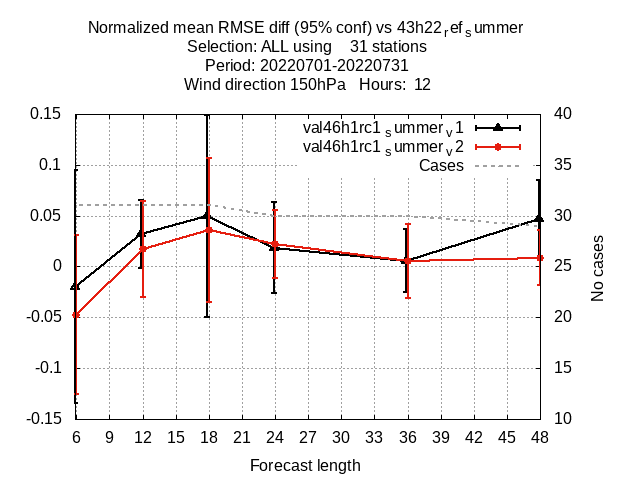 Normalized mean RMSE diff (95% conf) vs 43h22refsummer
Selection: ALL using 31 stations
Period: 20220701-20220731
Wind direction 150hPa Hours: 12
val46h1rc1summerv1
val46h1rc1summerv2
Cases
0.15
0.1
0.05
0
-0.05
-0.1
-0.15
40
35
30
25
20
15
10
No cases
6 9 12 15 18 21 24 27 30 33 36 39 42 45 48
Forecast length